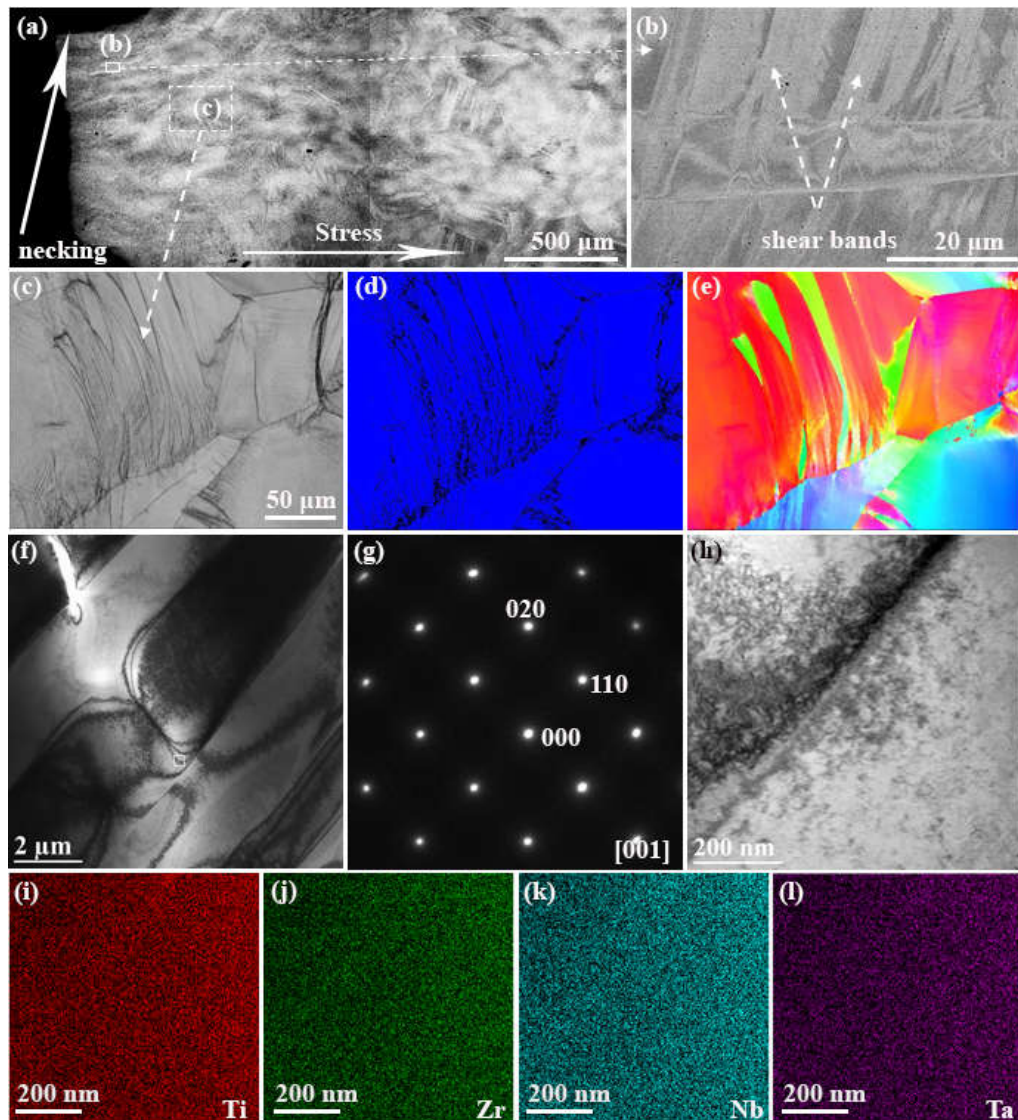 (a)
(b)
(c)
necking
Stress
500 µm
(b)
shear bands
20 µm
(c)
50 µm
(d)
(e)
(f)
2 µm
(g)
020
110
000
[001]
(h)
200 nm
(i)
200 nm
Ti
(j)
200 nm
Zr
(k)
200 nm
Nb
(l)
200 nm
Ta